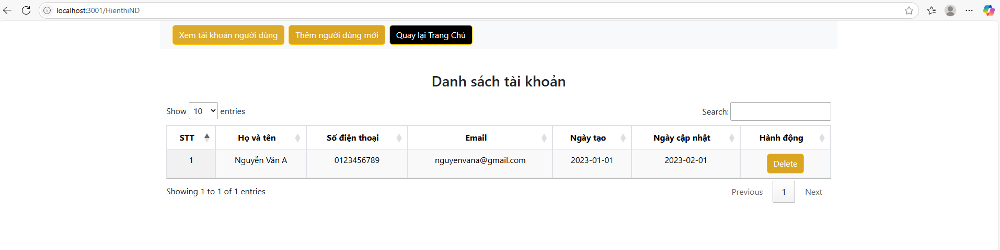 localhost:3001/HienthiND
Xem tài khoản người dùng Thêm người dùng mới Quay lại Trang Chủ
Danh sách tài khoản
Show 10 entries Search:
STT Họ và tên Số điện thoại Email Ngày tạo Ngày cập nhật Hành động
1 Nguyễn Văn A 0123456789 nguyenvana@gmail.com 2023-01-01 2023-02-01 Delete
Showing 1 to 1 of 1 entries Previous 1 Next